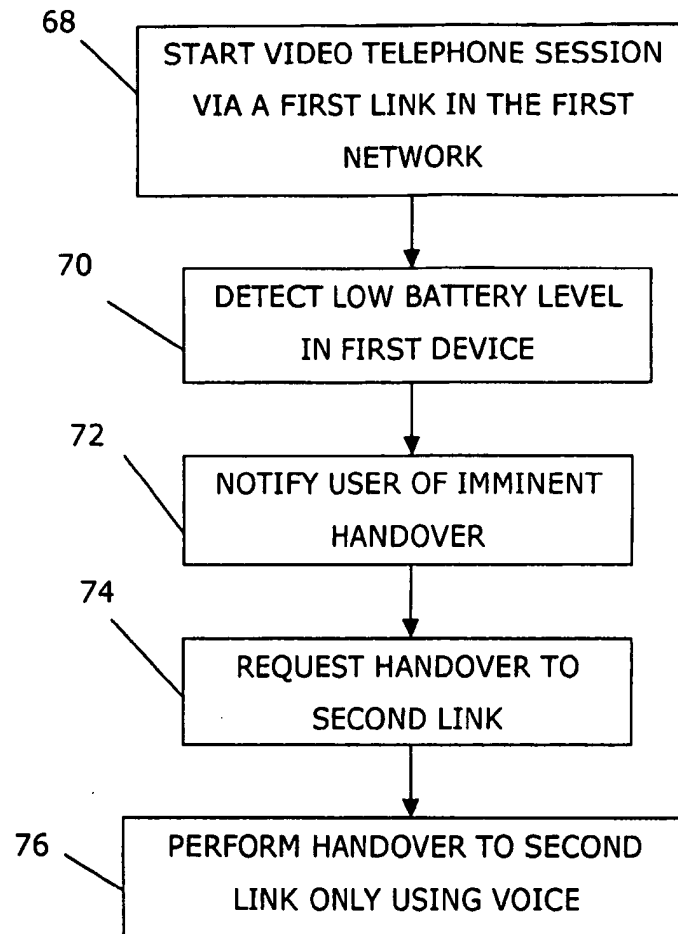 68
START VIDEO TELEPHONE SESSION
VIA A FIRST LINK IN THE FIRST
NETWORK
70
DETECT LOW BATTERY LEVEL
IN FIRST DEVICE
72
NOTIFY USER OF IMMINENT
HANDOVER
74
REQUEST HANDOVER TO
SECOND LINK
76
PERFORM HANDOVER TO SECOND
LINK ONLY USING VOICE